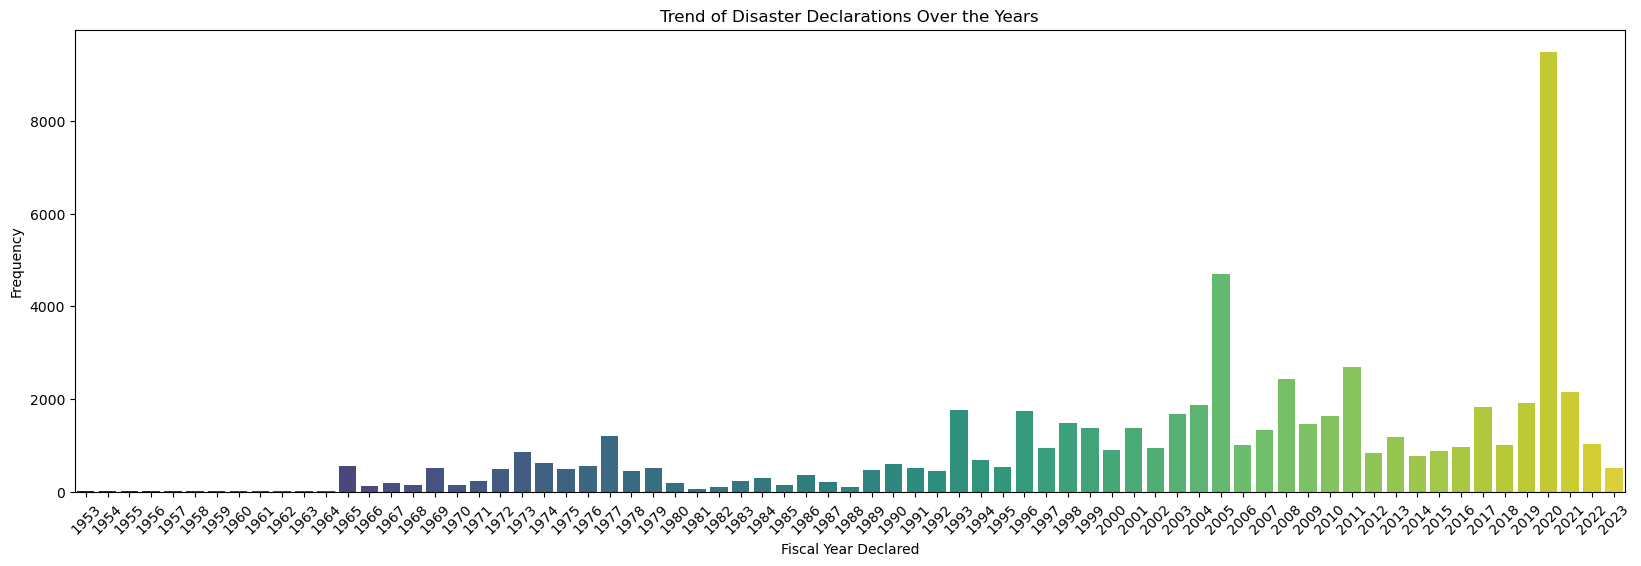 Trend of Disaster Declarations Over the Years
Frequency
8000
6000
4000
2000
0
1953 1954 1955 1956 1957 1958 1959 1960 1961 1962 1963 1964 1965 1966 1967 1968 1969 1970 1971 1972 1973 1974 1975 1976 1977 1978 1979 1980 1981 1982 1983 1984 1985 1986 1987 1988 1989 1990 1991 1992 1993 1994 1995 1996 1997 1998 1999 2000 2001 2002 2003 2004 2005 2006 2007 2008 2009 2010 2011 2012 2013 2014 2015 2016 2017 2018 2019 2020 2021 2022 2023
Fiscal Year Declared